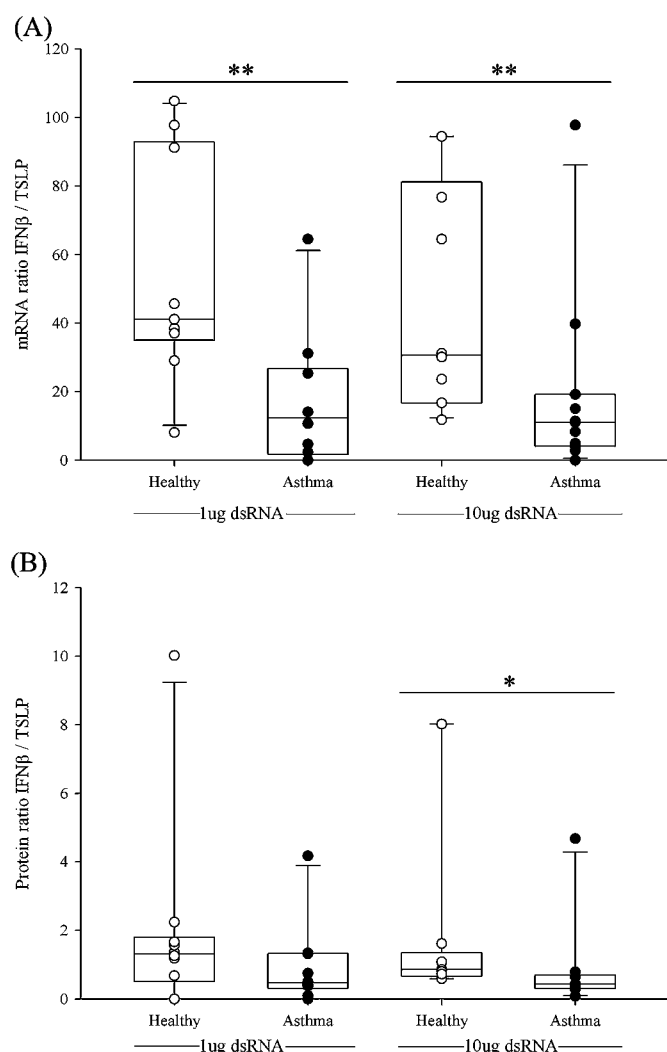 (A)
mRNA ratio IFNβ / TSLP
120
100
80
60
40
20
0
**
**
Healthy Asthma Healthy Asthma
1ug dsRNA 10ug dsRNA
(B)
Protein ratio IFNβ / TSLP
12
10
8
6
4
2
0
*
Healthy Asthma Healthy Asthma
1ug dsRNA 10ug dsRNA